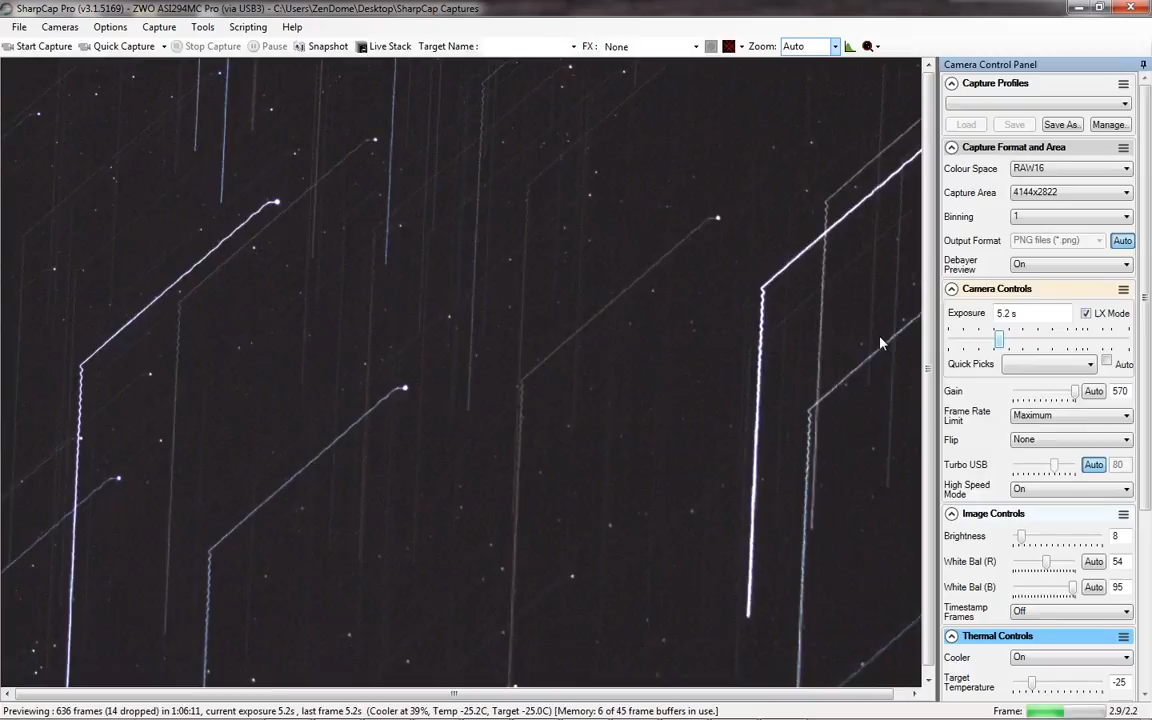 SharpCap Pro (v3.1.5169) - ZWO ASI294MC Pro (via USB3) - C:\Users\ZenDome\Desktop\SharpCap Captures
File Cameras Options Capture Tools Scripting Help
Start Capture Quick Capture Stop Capture Pause Snapshot Live Stack Target Name : FX : None Zoom: Auto
Camera Control Panel
Capture Profiles
Load Save Save As.. Manage..
Capture Format and Area
Colour Space RAW16
Capture Area 4144x2822
Binning 1
Output Format PNG files (*.png) Auto
Debayer Preview On
Camera Controls
Exposure 5.2 s LX Mode
Quick Picks Auto
Gain Auto 570
Frame Rate Limit Maximum
Flip None
Turbo USB Auto 80
High Speed Mode On
Image Controls
Brightness 8
White Bal (R) Auto 54
White Bal (B) Auto 95
Timestamp Frames Off
Thermal Controls
Cooler On
Target Temperature -25
Previewing : 636 frames (14 dropped) in 1:06:11, current exposure 5.2s , last frame 5.2s (Cooler at 39%, Temp -25.2C, Target -25.0C) [Memory: 6 of 45 frame buffers in use.] Frame: 2.9/2.2